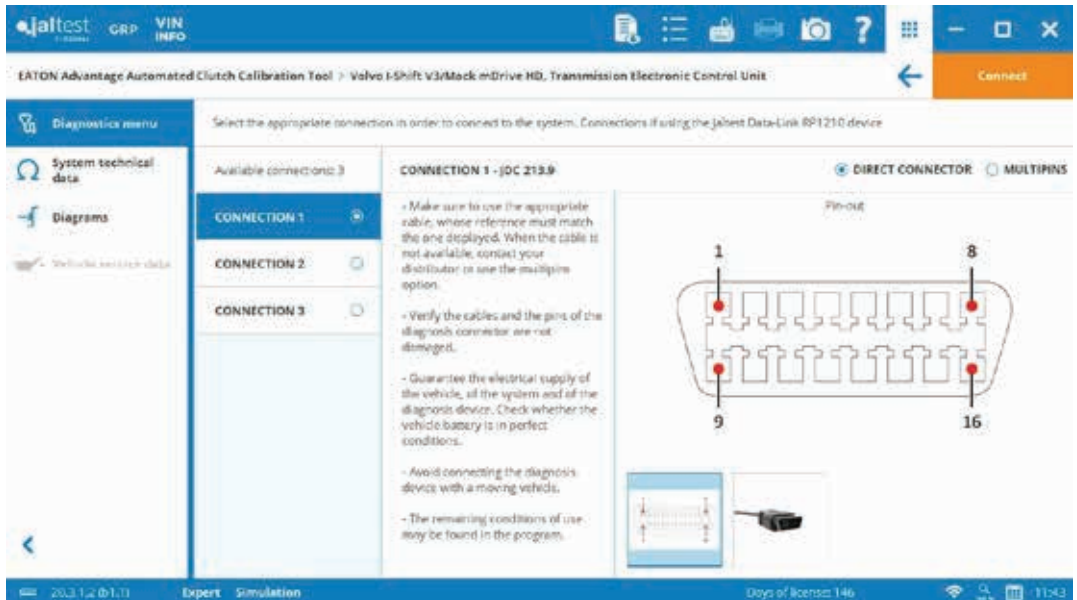 jaltest GRP VIN INFO
EATON Advantage Automated Clutch Calibration Tool > Volvo I-Shift V3/Mack mDrive HD, Transmission Electronic Control Unit
Connect
Diagnostics menu
System technical data
Diagrams
Select the appropriate connection in order to connect to the system. Connections if using the Jaltest Data-Link RP1210 device
Available connections: 3
CONNECTION 1
CONNECTION 2
CONNECTION 3
CONNECTION 1 - JDC 213.9
DIRECT CONNECTOR
MULTIPINS
- Make sure to use the appropriate
cable, whose reference must match
the one displayed. When the cable is
not available, contact your
distributor or use the multipins
option.
- Verify the cables and the pins of the
diagnosis connector are not
damaged.
- Guarantee the electrical supply of
the vehicle, of the system and of the
diagnosis device. Check whether the
vehicle battery is in perfect
conditions.
- Avoid connecting the diagnosis
device with a moving vehicle.
- The remaining conditions of use
may be found in the program.
Pin-out
1 8
9 16
Expert Simulation
Days of license: 146
11:43